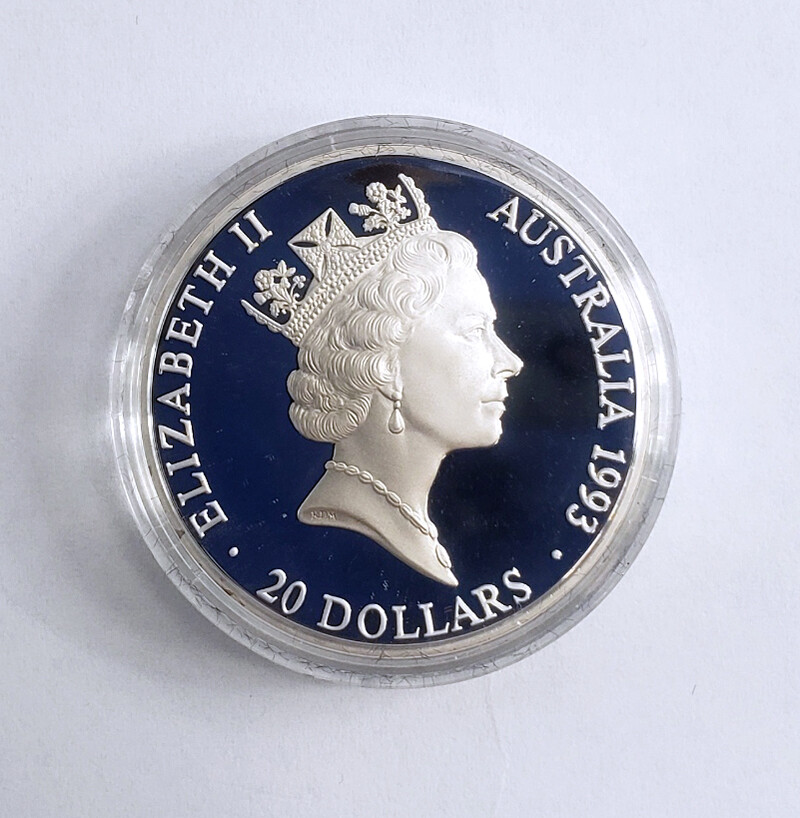 ELIZABETH II
AUSTRALIA 1993
• 20 DOLLARS •